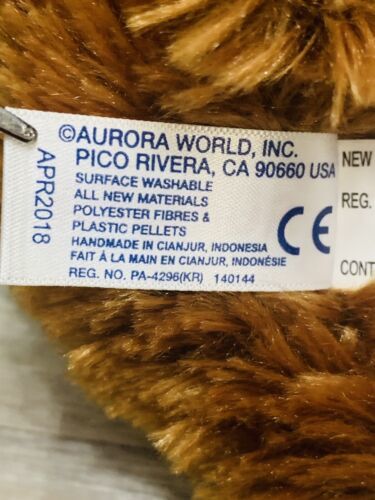 ©AURORA WORLD, INC.
PICO RIVERA, CA 90660 USA
SURFACE WASHABLE
ALL NEW MATERIALS
POLYESTER FIBRES &
PLASTIC PELLETS
HANDMADE IN CIANJUR, INDONESIA
FAIT À LA MAIN EN CIANJUR, INDONÉSIE
REG. NO. PA-4296(KR) 140144
APR2018
CE
NEW
REG.
CONT